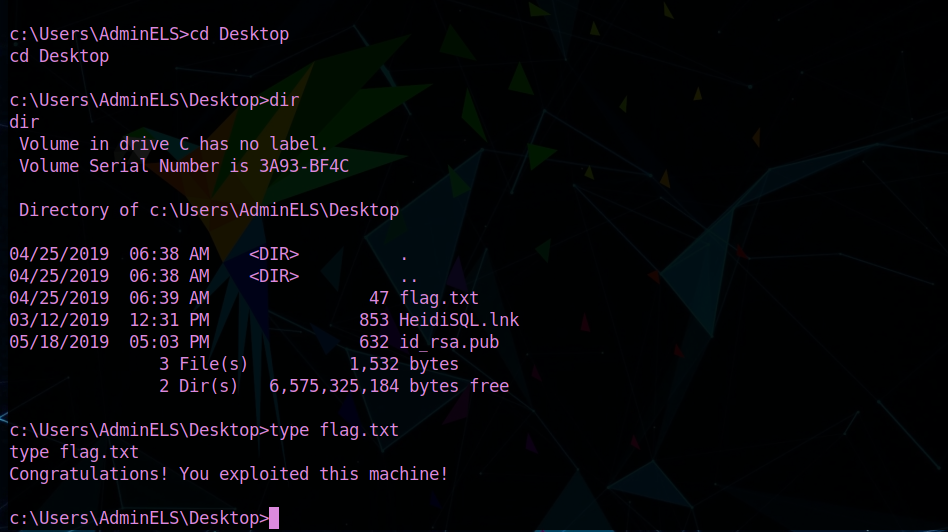 c:\Users\AdminELS>cd Desktop
cd Desktop
c:\Users\AdminELS\Desktop>dir
dir
 Volume in drive C has no label.
 Volume Serial Number is 3A93-BF4C
 Directory of c:\Users\AdminELS\Desktop
04/25/2019  06:38 AM    <DIR>          .
04/25/2019  06:38 AM    <DIR>          ..
04/25/2019  06:39 AM                47 flag.txt
03/12/2019  12:31 PM               853 HeidiSQL.lnk
05/18/2019  05:03 PM               632 id_rsa.pub
               3 File(s)          1,532 bytes
               2 Dir(s)   6,575,325,184 bytes free
c:\Users\AdminELS\Desktop>type flag.txt
type flag.txt
Congratulations! You exploited this machine!
c:\Users\AdminELS\Desktop>